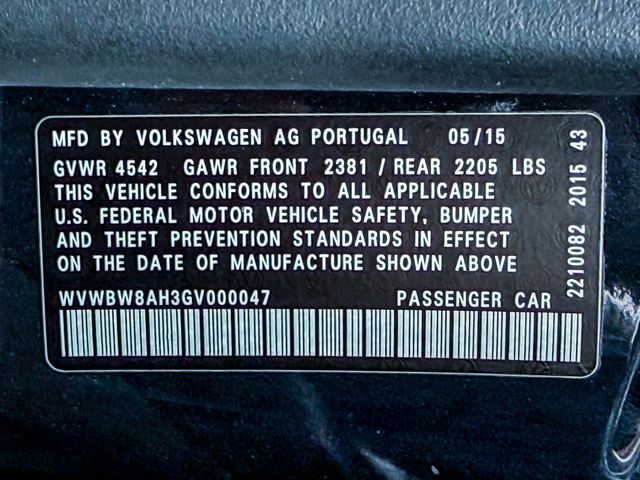 MFD BY VOLKSWAGEN AG PORTUGAL 05/15
GVWR 4542 GAWR FRONT 2381 / REAR 2205 LBS
THIS VEHICLE CONFORMS TO ALL APPLICABLE
U.S. FEDERAL MOTOR VEHICLE SAFETY, BUMPER
AND THEFT PREVENTION STANDARDS IN EFFECT
ON THE DATE OF MANUFACTURE SHOWN ABOVE
WVWBW8AH3GV000047 PASSENGER CAR
2210082 2015 43